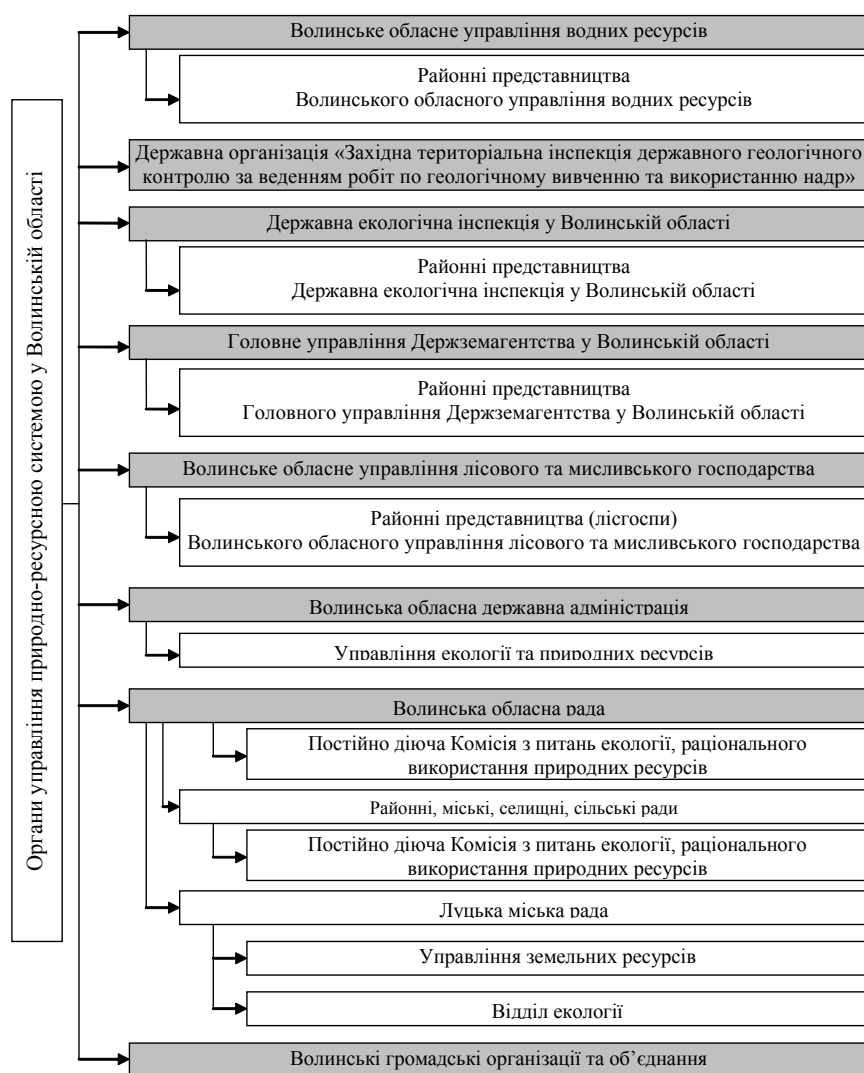 Органи управління природно-ресурсною системою у Волинській області
Волинське обласне управління водних ресурсів
Районні представництва
Волинського обласного управління водних ресурсів
Державна організація «Західна територіальна інспекція державного геологічного
контролю за веденням робіт по геологічному вивченню та використанню надр»
Державна екологічна інспекція у Волинській області
Районні представництва
Державна екологічна інспекція у Волинській області
Головне управління Держземагентства у Волинській області
Районні представництва
Головного управління Держземагентства у Волинській області
Волинське обласне управління лісового та мисливського господарства
Районні представництва (лісгоспи)
Волинського обласного управління лісового та мисливського господарства
Волинська обласна державна адміністрація
Управління екології та природних ресурсів
Волинська обласна рада
Постійно діюча Комісія з питань екології, раціонального
використання природних ресурсів
Районні, міські, селищні, сільські ради
Постійно діюча Комісія з питань екології, раціонального
використання природних ресурсів
Луцька міська рада
Управління земельних ресурсів
Відділ екології
Волинські громадські організації та об’єднання